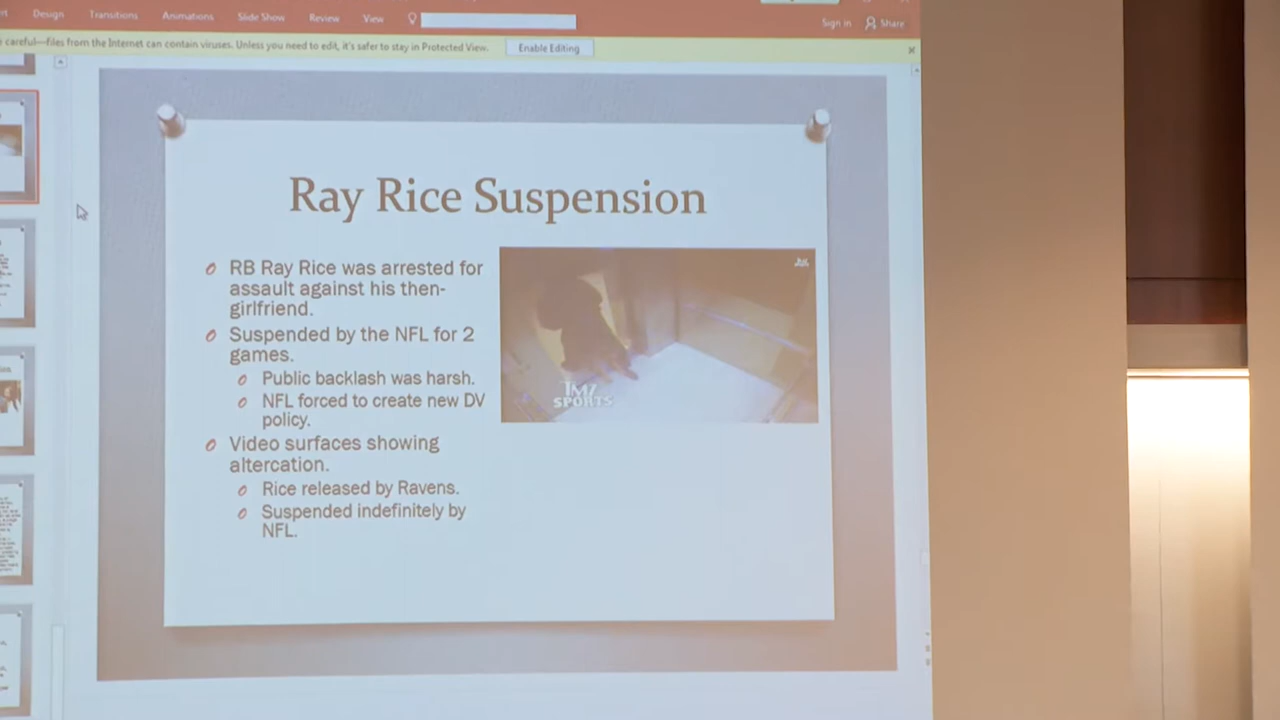 Design Transitions Animations Slide Show Review View
Sign in Share
careful—files from the Internet can contain viruses. Unless you need to edit, it's safer to stay in Protected View. Enable Editing
Ray Rice Suspension
RB Ray Rice was arrested for
assault against his then-
girlfriend.
Suspended by the NFL for 2
games.
Public backlash was harsh.
NFL forced to create new DV
policy.
Video surfaces showing
altercation.
Rice released by Ravens.
Suspended indefinitely by
NFL.
TMZ
SPORTS